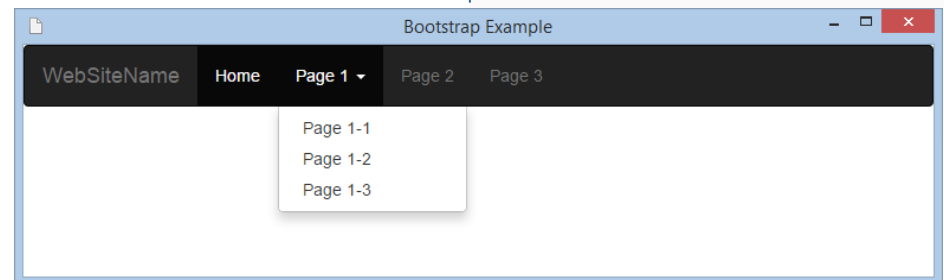 Bootstrap Example
WebSiteName Home Page 1 Page 2 Page 3
Page 1-1
Page 1-2
Page 1-3